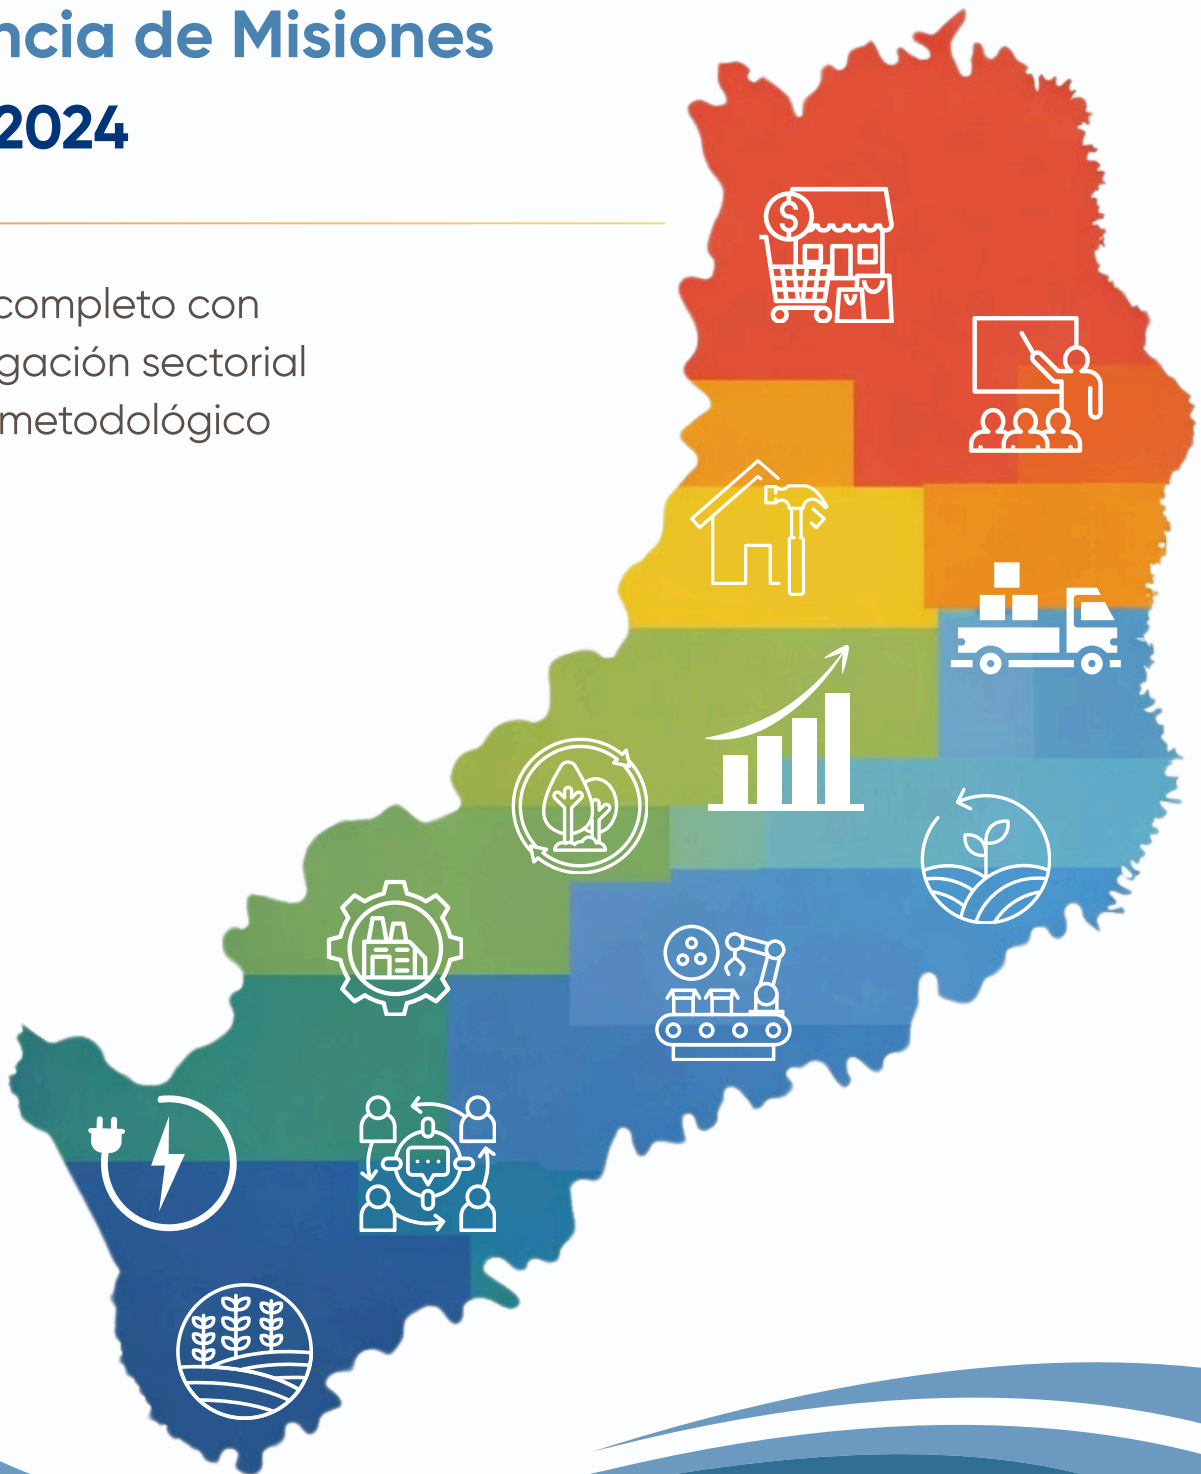 ncia de Misiones
2024
completo con
gación sectorial
metodológico
$